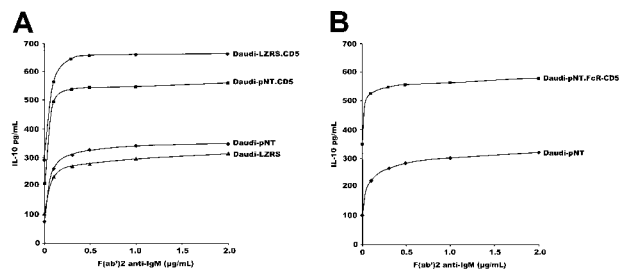 A
B
700
600
500
400
300
200
100
0
IL-10 pg/mL
0
0.5
1.0
1.5
2.0
F(ab')2 anti-IgM (µg/mL)
Daudi-LZRS.CD5
Daudi-pNT.CD5
Daudi-pNT
Daudi-LZRS
700
600
500
400
300
200
100
0
IL-10 pg/mL
0
0.5
1.0
1.5
2.0
F(ab')2 anti-IgM (µg/mL)
Daudi-pNT.FcR-CD5
Daudi-pNT